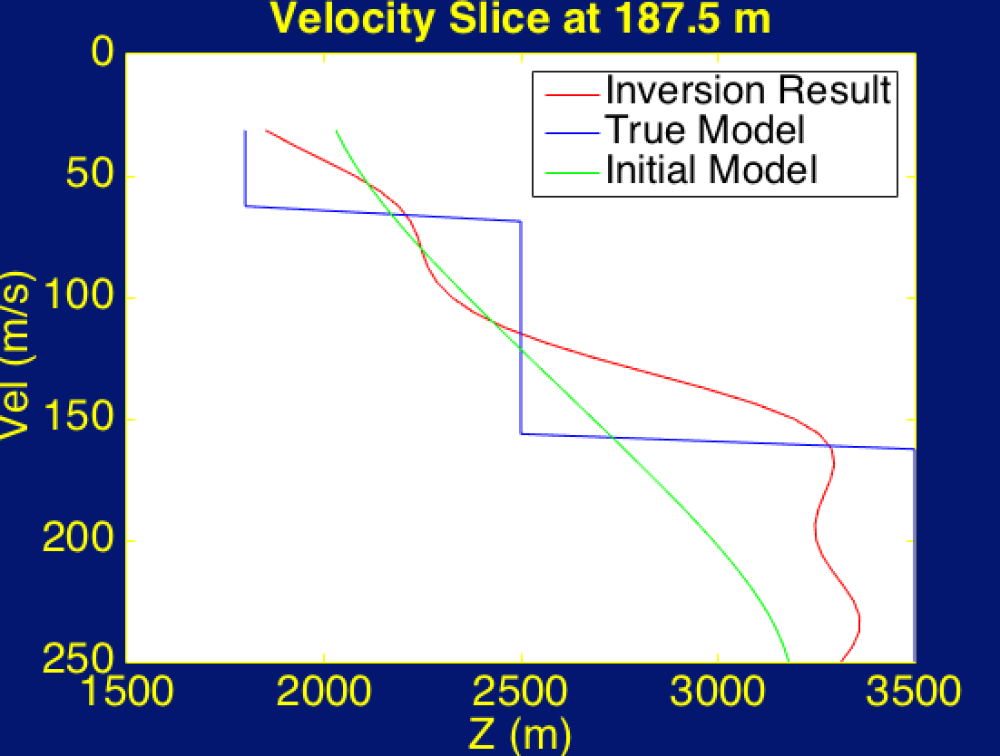 Velocity Slice at 187.5 m
0
50
100
150
200
250
Vel (m/s)
Inversion Result
True Model
Initial Model
1500 2000 2500 3000 3500
Z (m)